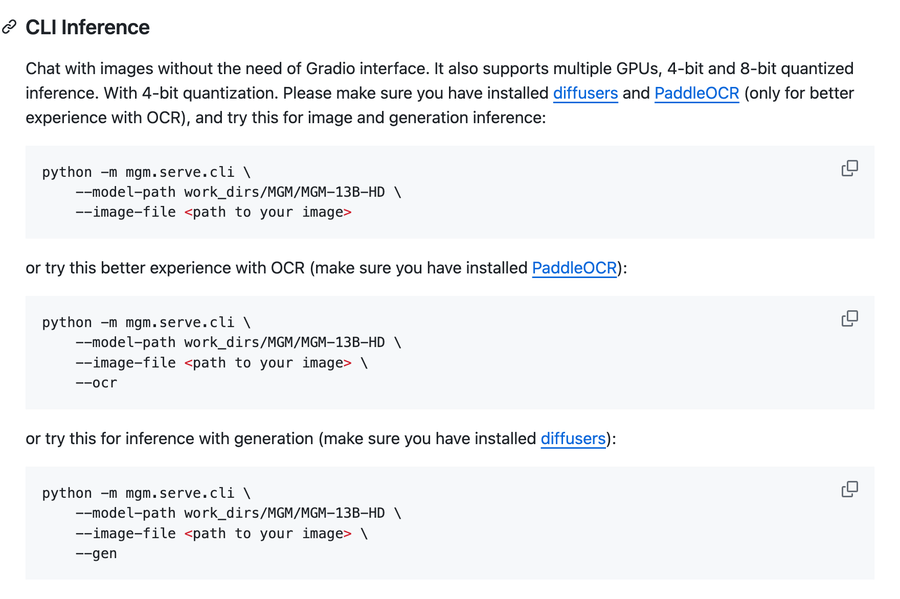 CLI Inference
Chat with images without the need of Gradio interface. It also supports multiple GPUs, 4-bit and 8-bit quantized
inference. With 4-bit quantization. Please make sure you have installed diffusers and PaddleOCR (only for better
experience with OCR), and try this for image and generation inference:
python -m mgm.serve.cli \
    --model-path work_dirs/MGM/MGM-13B-HD \
    --image-file <path to your image>
or try this better experience with OCR (make sure you have installed PaddleOCR):
python -m mgm.serve.cli \
    --model-path work_dirs/MGM/MGM-13B-HD \
    --image-file <path to your image> \
    --ocr
or try this for inference with generation (make sure you have installed diffusers):
python -m mgm.serve.cli \
    --model-path work_dirs/MGM/MGM-13B-HD \
    --image-file <path to your image> \
    --gen